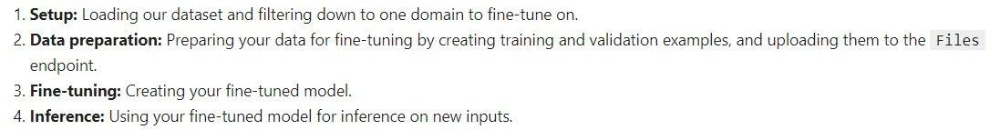 1. Setup: Loading our dataset and filtering down to one domain to fine-tune on.
2. Data preparation: Preparing your data for fine-tuning by creating training and validation examples, and uploading them to the Files
endpoint.
3. Fine-tuning: Creating your fine-tuned model.
4. Inference: Using your fine-tuned model for inference on new inputs.